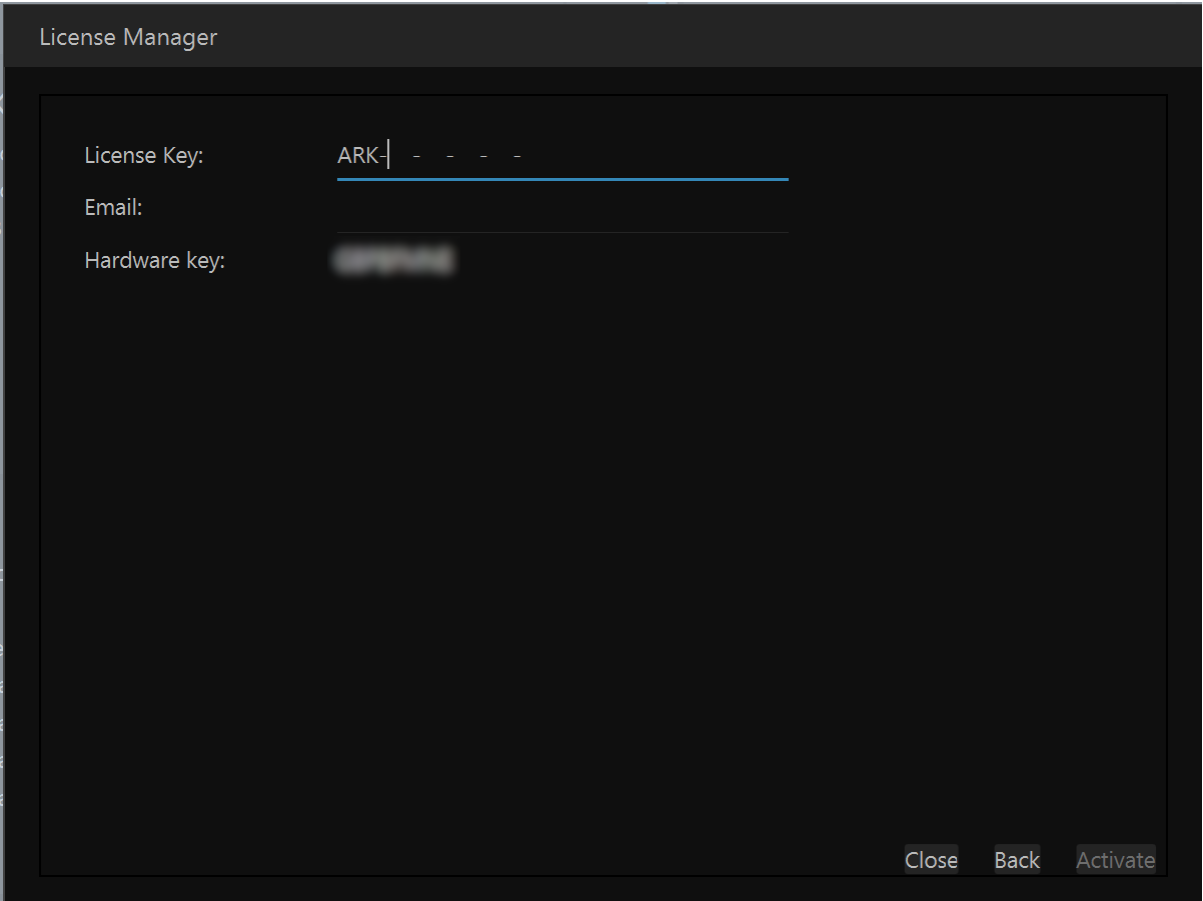 License Manager
License Key: ARK- - - - -
Email:
Hardware key:
Close Back Activate